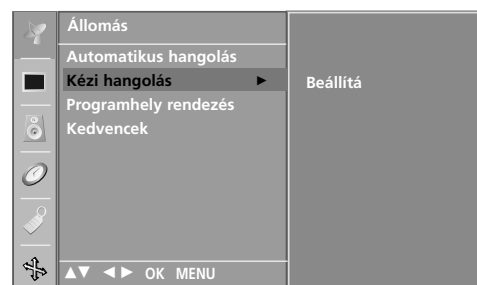 Állomás
Automatikus hangolás
Kézi hangolás ► Beállítá
Programhely rendezés
Kedvencek
▲▼ ◄► OK MENU